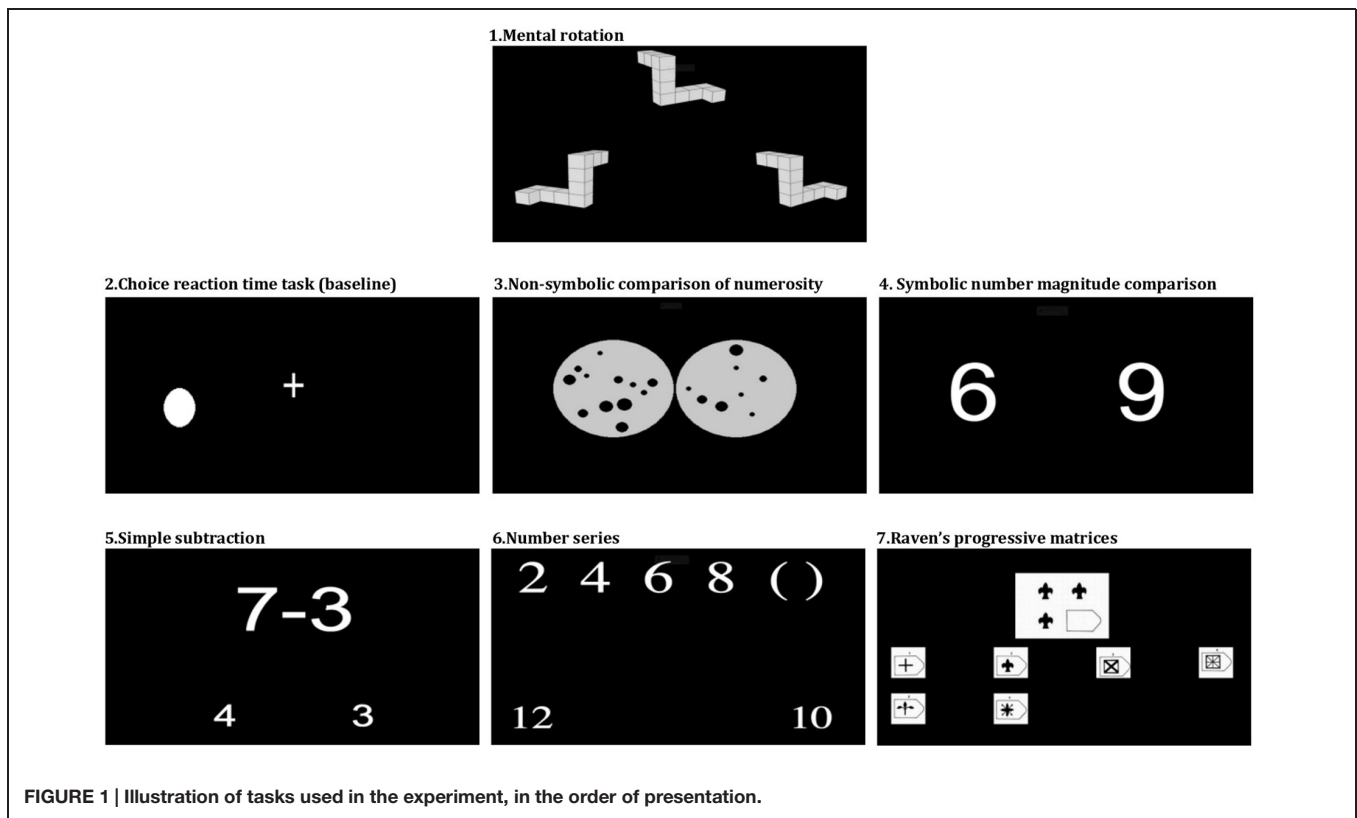 1.Mental rotation
2.Choice reaction time task (baseline)
3.Non-symbolic comparison of numerosity
4. Symbolic number magnitude comparison
+
6 9
5.Simple subtraction
6.Number series
7.Raven's progressive matrices
7-3
4 3
2 4 6 8 ( )
12 10
FIGURE 1 | Illustration of tasks used in the experiment, in the order of presentation.